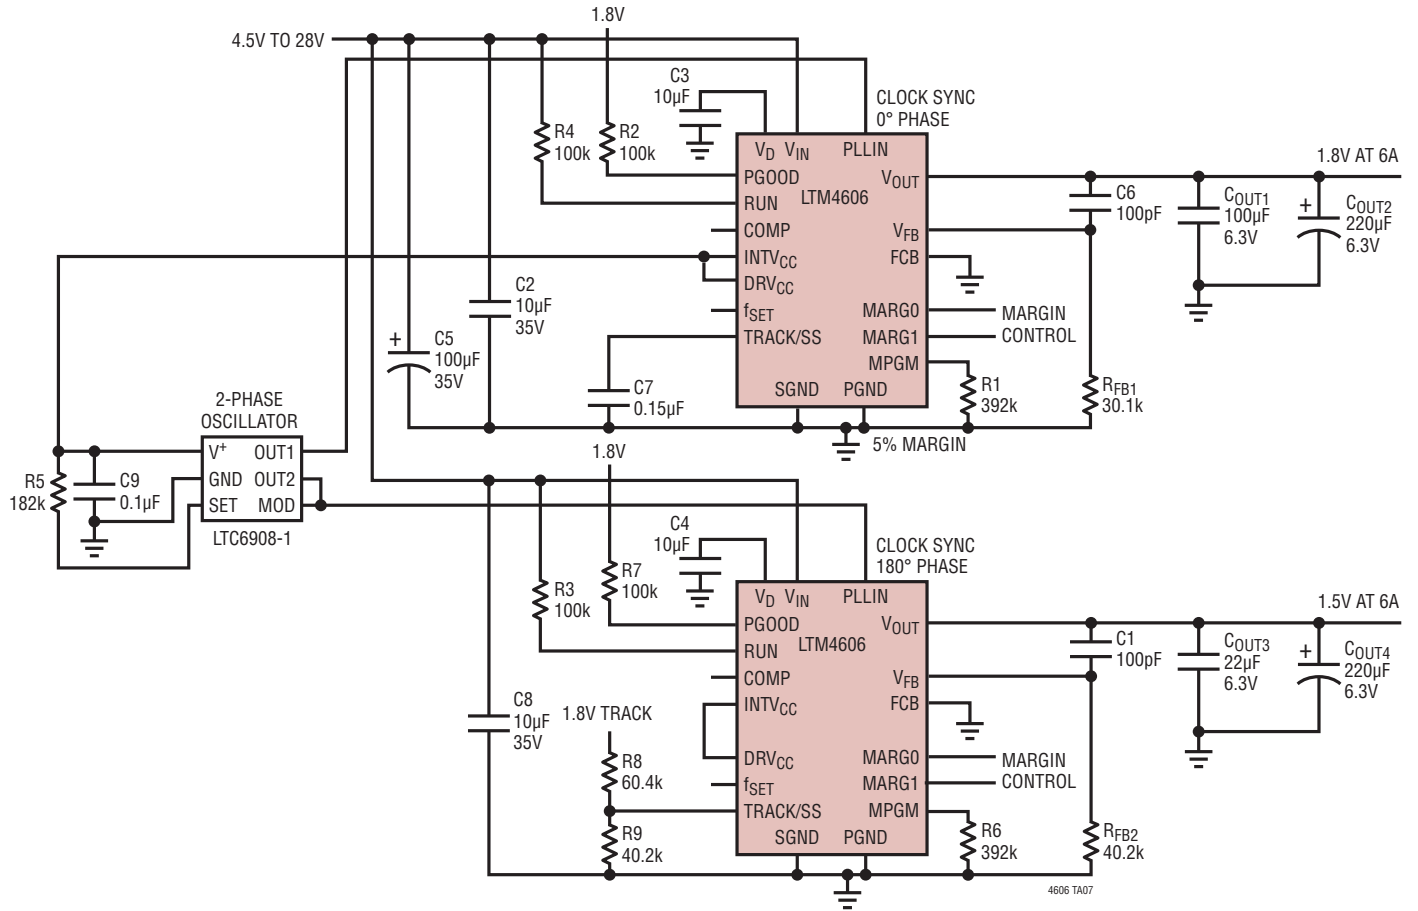 1.8V
4.5V TO 28V
C3
10µF
CLOCK SYNC
0° PHASE
R4
100k
R2
100k
VD
VIN
PLLIN
PGOOD
VOUT
LTM4606
RUN
COMP
VFB
INTVCC
FCB
DRVCC
fSET
MARG0
TRACK/SS
MARG1
MPGM
SGND
PGND
MARGIN
CONTROL
1.8V AT 6A
C6
100pF
COUT1
100µF
6.3V
+
COUT2
220µF
6.3V
C2
10µF
35V
+
C5
100µF
35V
C7
0.15µF
R1
392k
RFB1
30.1k
5% MARGIN
2-PHASE
OSCILLATOR
V+
OUT1
GND
OUT2
SET
MOD
LTC6908-1
R5
182k
C9
0.1µF
1.8V
C4
10µF
CLOCK SYNC
180° PHASE
R3
100k
R7
100k
VD
VIN
PLLIN
PGOOD
VOUT
LTM4606
RUN
COMP
VFB
INTVCC
FCB
DRVCC
MARG0
fSET
MARG1
TRACK/SS
MPGM
SGND
PGND
MARGIN
CONTROL
1.5V AT 6A
C1
100pF
COUT3
22µF
6.3V
+
COUT4
220µF
6.3V
C8
10µF
35V
1.8V TRACK
R8
60.4k
R9
40.2k
R6
392k
RFB2
40.2k
4606 TA07